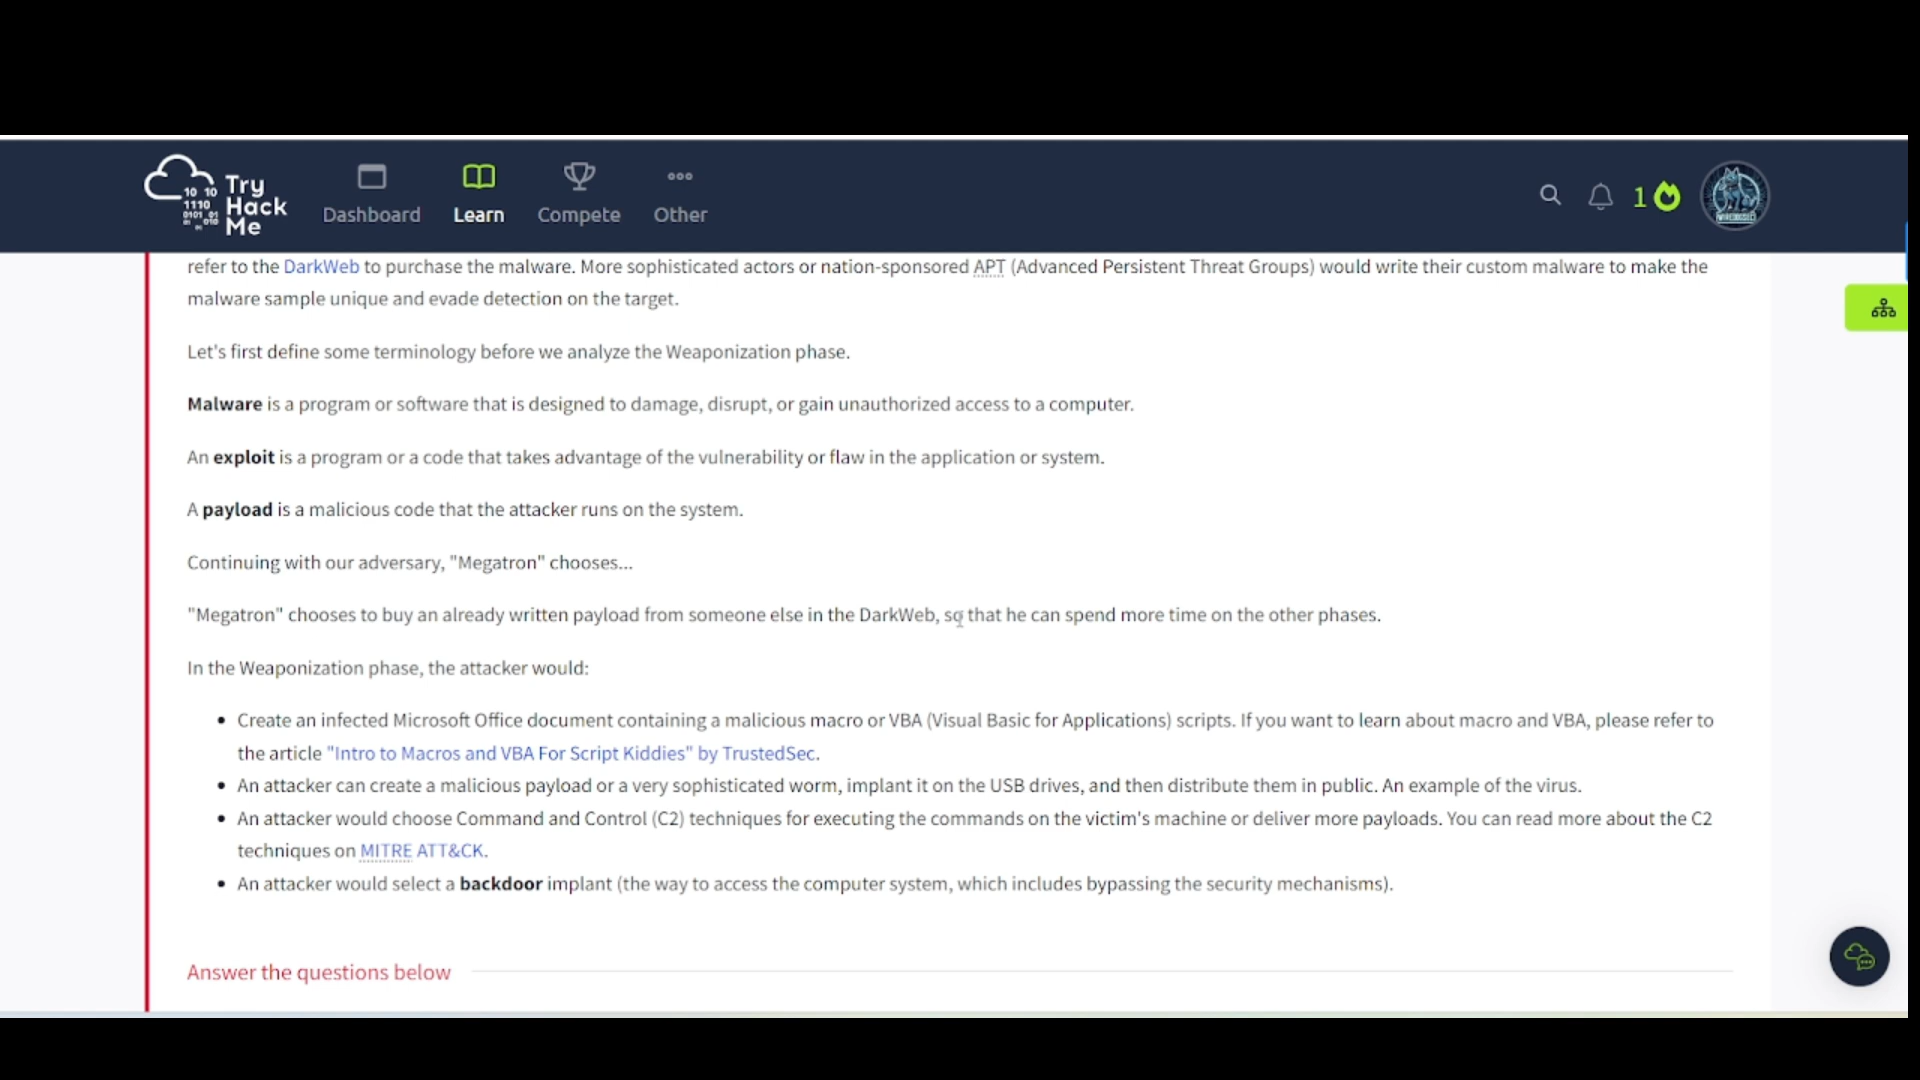 Try
Hack
Me
10 10
1110
0101 01
010
Dashboard
Learn
Compete
Other
1
refer to the DarkWeb to purchase the malware. More sophisticated actors or nation-sponsored APT (Advanced Persistent Threat Groups) would write their custom malware to make the
malware sample unique and evade detection on the target.
Let's first define some terminology before we analyze the Weaponization phase.
Malware is a program or software that is designed to damage, disrupt, or gain unauthorized access to a computer.
An exploit is a program or a code that takes advantage of the vulnerability or flaw in the application or system.
A payload is a malicious code that the attacker runs on the system.
Continuing with our adversary, "Megatron" chooses...
"Megatron" chooses to buy an already written payload from someone else in the DarkWeb, so that he can spend more time on the other phases.
In the Weaponization phase, the attacker would:
• Create an infected Microsoft Office document containing a malicious macro or VBA (Visual Basic for Applications) scripts. If you want to learn about macro and VBA, please refer to
the article "Intro to Macros and VBA For Script Kiddies" by TrustedSec.
• An attacker can create a malicious payload or a very sophisticated worm, implant it on the USB drives, and then distribute them in public. An example of the virus.
• An attacker would choose Command and Control (C2) techniques for executing the commands on the victim's machine or deliver more payloads. You can read more about the C2
techniques on MITRE ATT&CK.
• An attacker would select a backdoor implant (the way to access the computer system, which includes bypassing the security mechanisms).
Answer the questions below